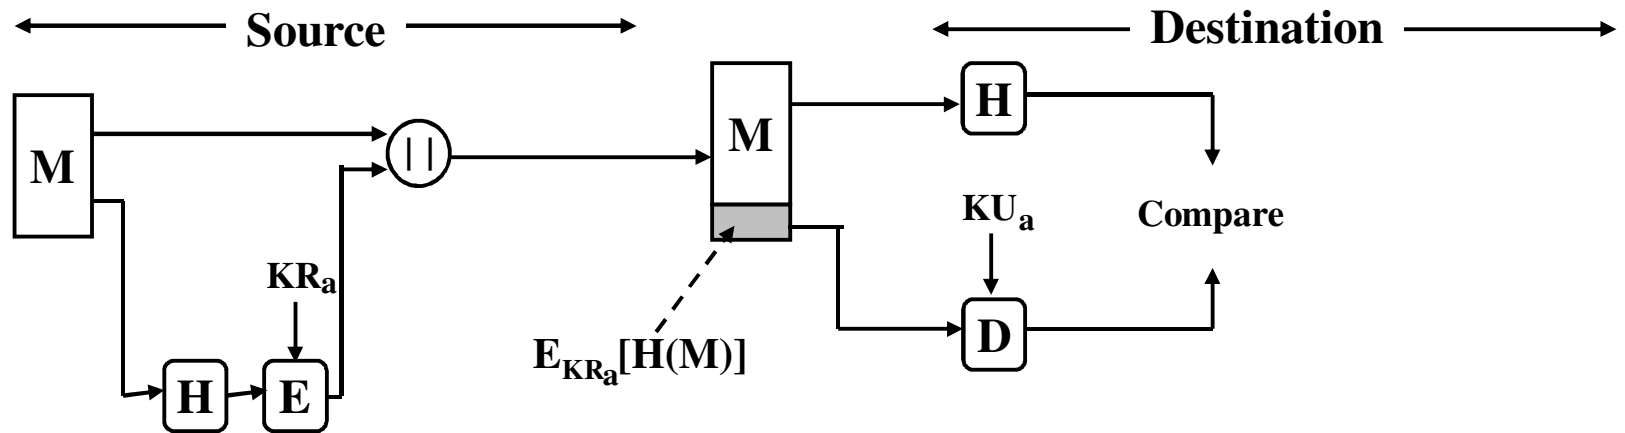 Source
Destination
M
||
M
H
KUa
Compare
KRa
H
E
EKRa[H(M)]
D